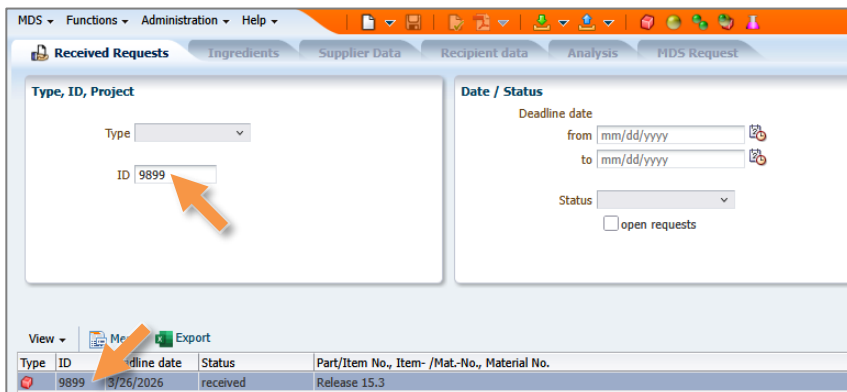 MDS Functions Administration Help
Received Requests Ingredients Supplier Data Recipient data Analysis MDS Request
Type, ID, Project
Type
ID 9899
Date / Status
Deadline date
from mm/dd/yyyy
to mm/dd/yyyy
Status
open requests
View Export
Type ID date Status Part/Item No., Item- /Mat.-No., Material No.
9899 3/26/2026 received Release 15.3